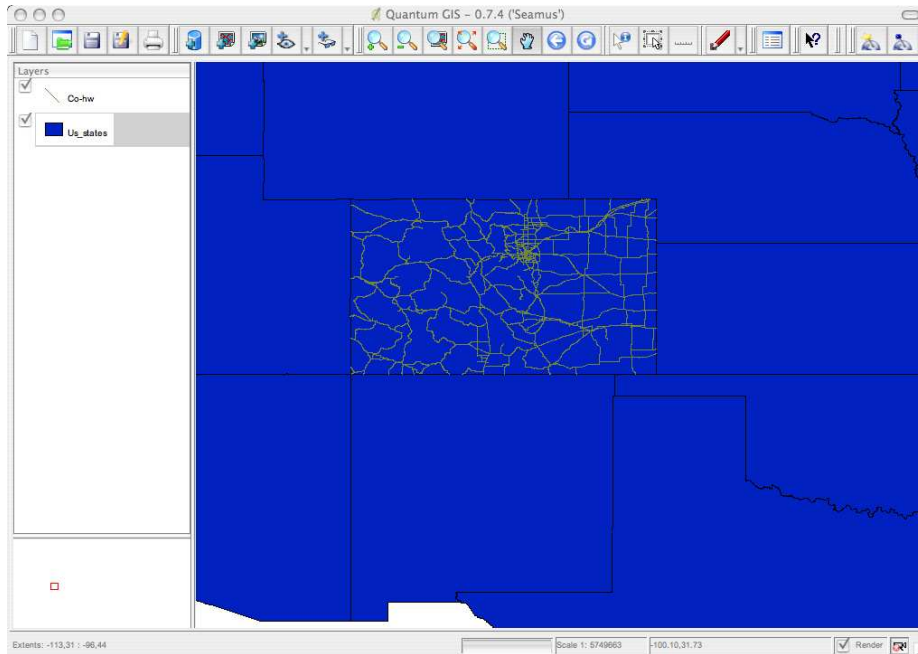 Quantum GIS - 0.7.4 ('Seamus')
Layers
Co-hw
Us_states
Extents: -113,31 : -96,44
Scale 1: 5749663
-100.10,31.73
Render